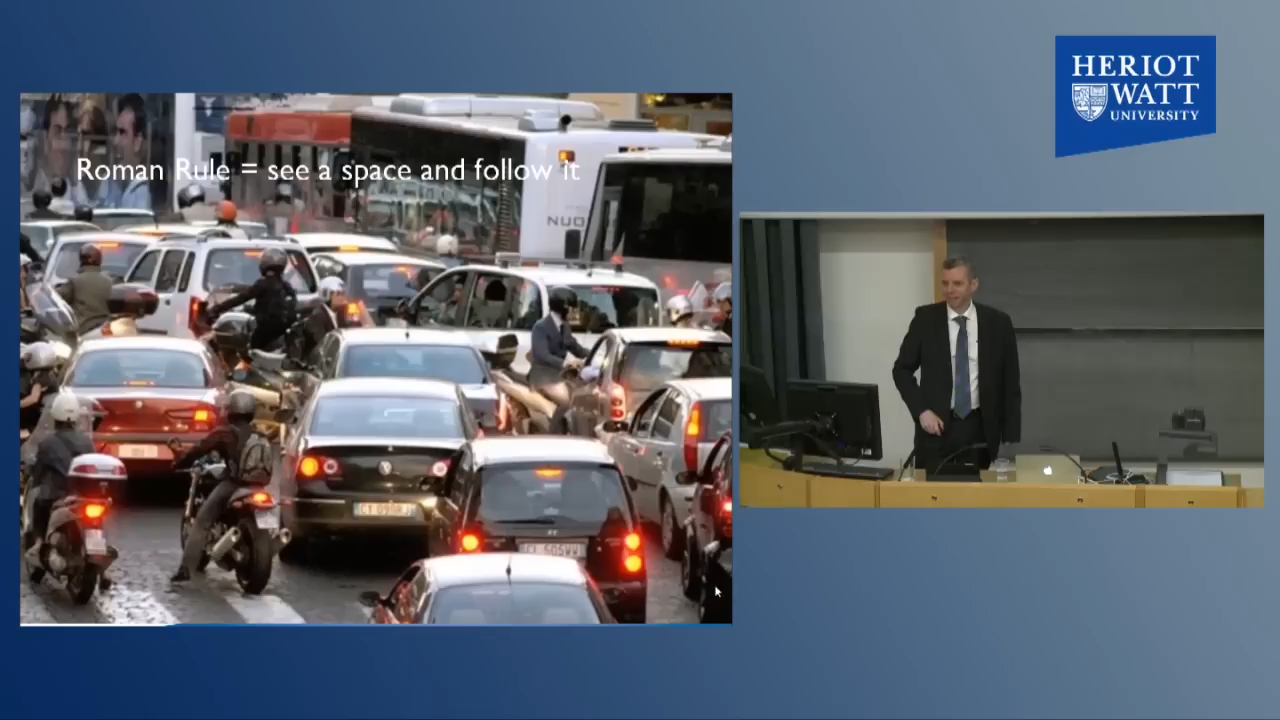 Roman Rule = see a space and follow it
NUO
HERIOT
WATT
UNIVERSITY